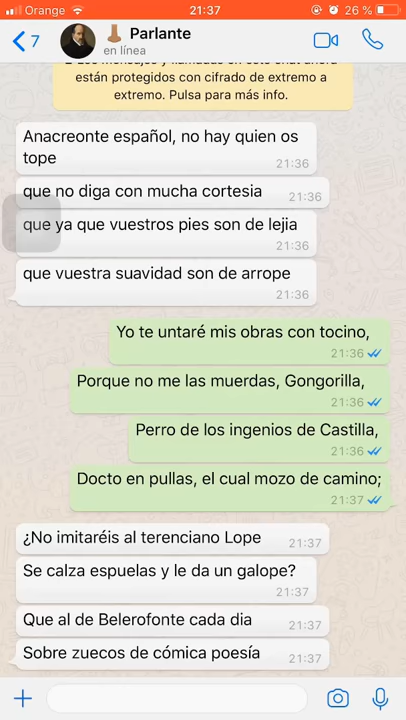 Orange 21:37 26 %
7 Parlante
en línea
están protegidos con cifrado de extremo a
extremo. Pulsa para más info.
Anacreonte español, no hay quien os
tope
21:36
que no diga con mucha cortesia
21:36
que ya que vuestros pies son de lejia
21:36
que vuestra suavidad son de arrope
21:36
Yo te untaré mis obras con tocino,
21:36
Porque no me las muerdas, Gongorilla,
21:36
Perro de los ingenios de Castilla,
21:36
Docto en pullas, el cual mozo de camino;
21:37
¿No imitaréis al terenciano Lope
21:37
Se calza espuelas y le da un galope?
21:37
Que al de Belerofonte cada dia
21:37
Sobre zuecos de cómica poesía
21:37